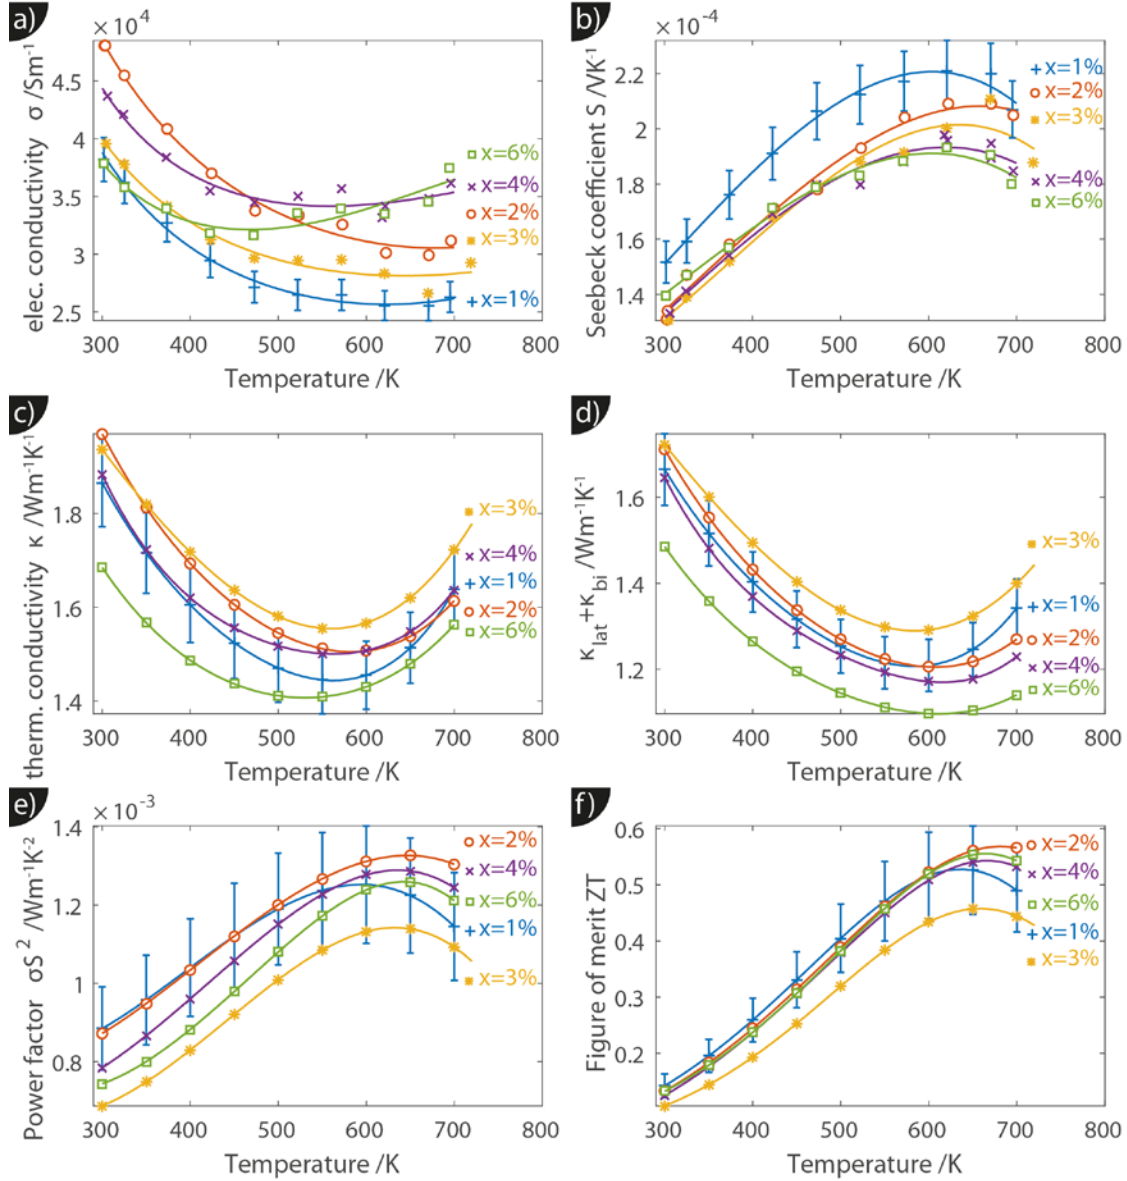 a)
×10⁴
elec. conductivity σ /Sm⁻¹
4.5
4
3.5
3
2.5
x=6%
x=4%
x=2%
x=3%
x=1%
300 400 500 600 700 800
Temperature /K
b)
×10⁻⁴
Seebeck coefficient S /VK⁻¹
2.2
2
1.8
1.6
1.4
x=1%
x=2%
x=3%
x=4%
x=6%
300 400 500 600 700 800
Temperature /K
c)
therm. conductivity κ /Wm⁻¹K⁻¹
1.8
1.6
1.4
x=3%
x=4%
x=1%
x=2%
x=6%
300 400 500 600 700 800
Temperature /K
d)
κlat+κbi /Wm⁻¹K⁻¹
1.6
1.4
1.2
x=3%
x=1%
x=2%
x=4%
x=6%
300 400 500 600 700 800
Temperature /K
e)
×10⁻³
Power factor σS² /Wm⁻¹K⁻²
1.4
1.2
1
0.8
x=2%
x=4%
x=6%
x=1%
x=3%
300 400 500 600 700 800
Temperature /K
f)
Figure of merit ZT
0.6
0.5
0.4
0.3
0.2
x=2%
x=4%
x=6%
x=1%
x=3%
300 400 500 600 700 800
Temperature /K